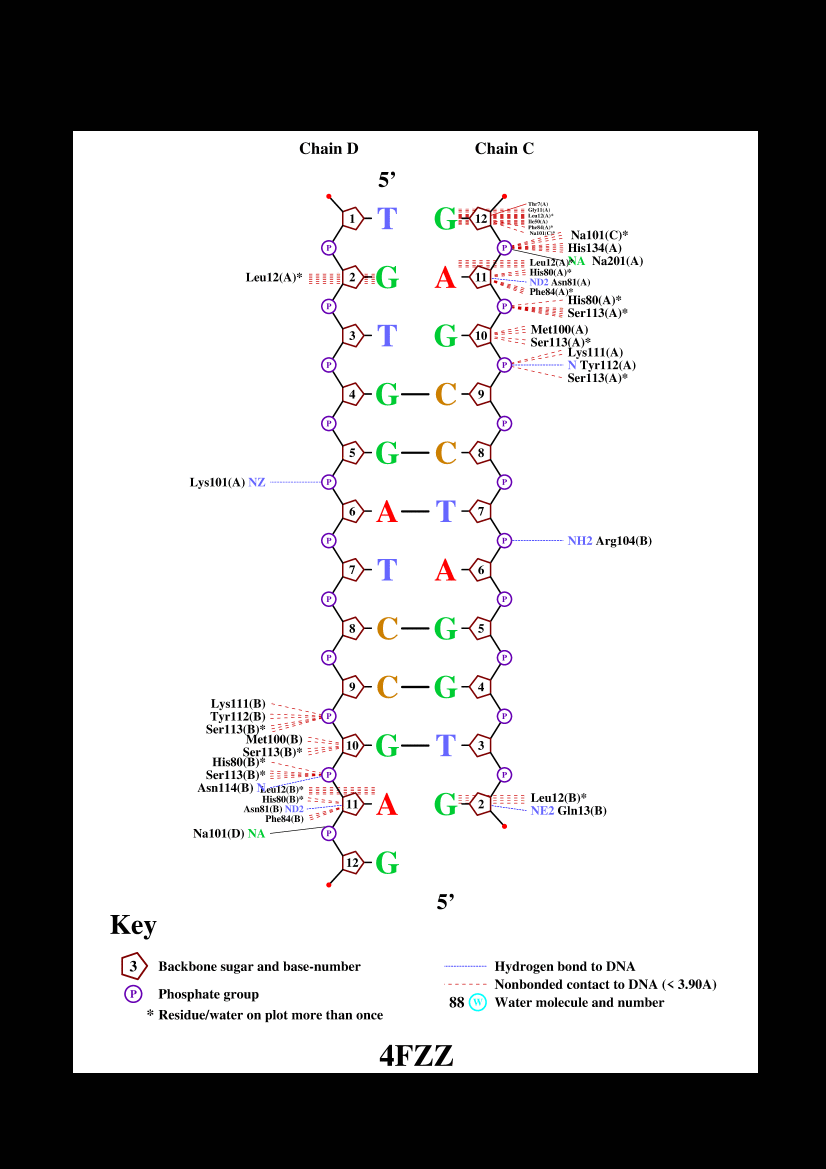 Chain D Chain C
5’
1 T G 12 Thr7(A)
Gly11(A)
Leu12(A)*
Ile50(A)
Phe84(A)*
Na101(C)*
P P Na101(C)*
His134(A)
NA Na201(A)
Leu12(A)* 2 G A 11 Leu12(A)*
His80(A)*
ND2 Asn81(A)
Phe84(A)*
P P His80(A)*
Ser113(A)*
3 T G 10 Met100(A)
Ser113(A)*
P P Lys111(A)
N Tyr112(A)
Ser113(A)*
4 G C 9
P P
5 G C 8
Lys101(A) NZ P P
6 A T 7
P P NH2 Arg104(B)
7 T A 6
P P
8 C G 5
P P
9 C G 4
Lys111(B)
Tyr112(B) P P
Ser113(B)*
Met100(B) 10 G T 3
Ser113(B)*
His80(B)*
Ser113(B)* P P
Asn114(B) N
Leu12(B)*
His80(B)* 11 A G 2 Leu12(B)*
Asn81(B) ND2 NE2 Gln13(B)
Phe84(B)
Na101(D) NA P
12 G
5’
Key
3 Backbone sugar and base-number
P Phosphate group
* Residue/water on plot more than once
Hydrogen bond to DNA
Nonbonded contact to DNA (< 3.90A)
88 W Water molecule and number
4FZZ